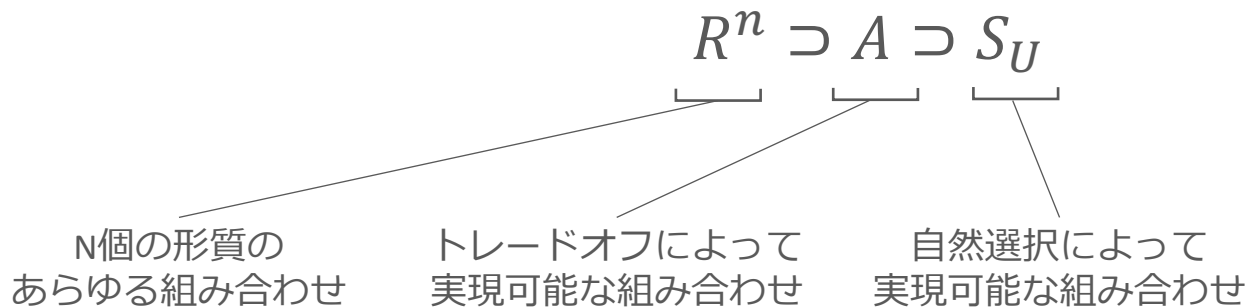 Rⁿ ⊃ A ⊃ S_U
N個の形質の
あらゆる組み合わせ
トレードオフによって
実現可能な組み合わせ
自然選択によって
実現可能な組み合わせ